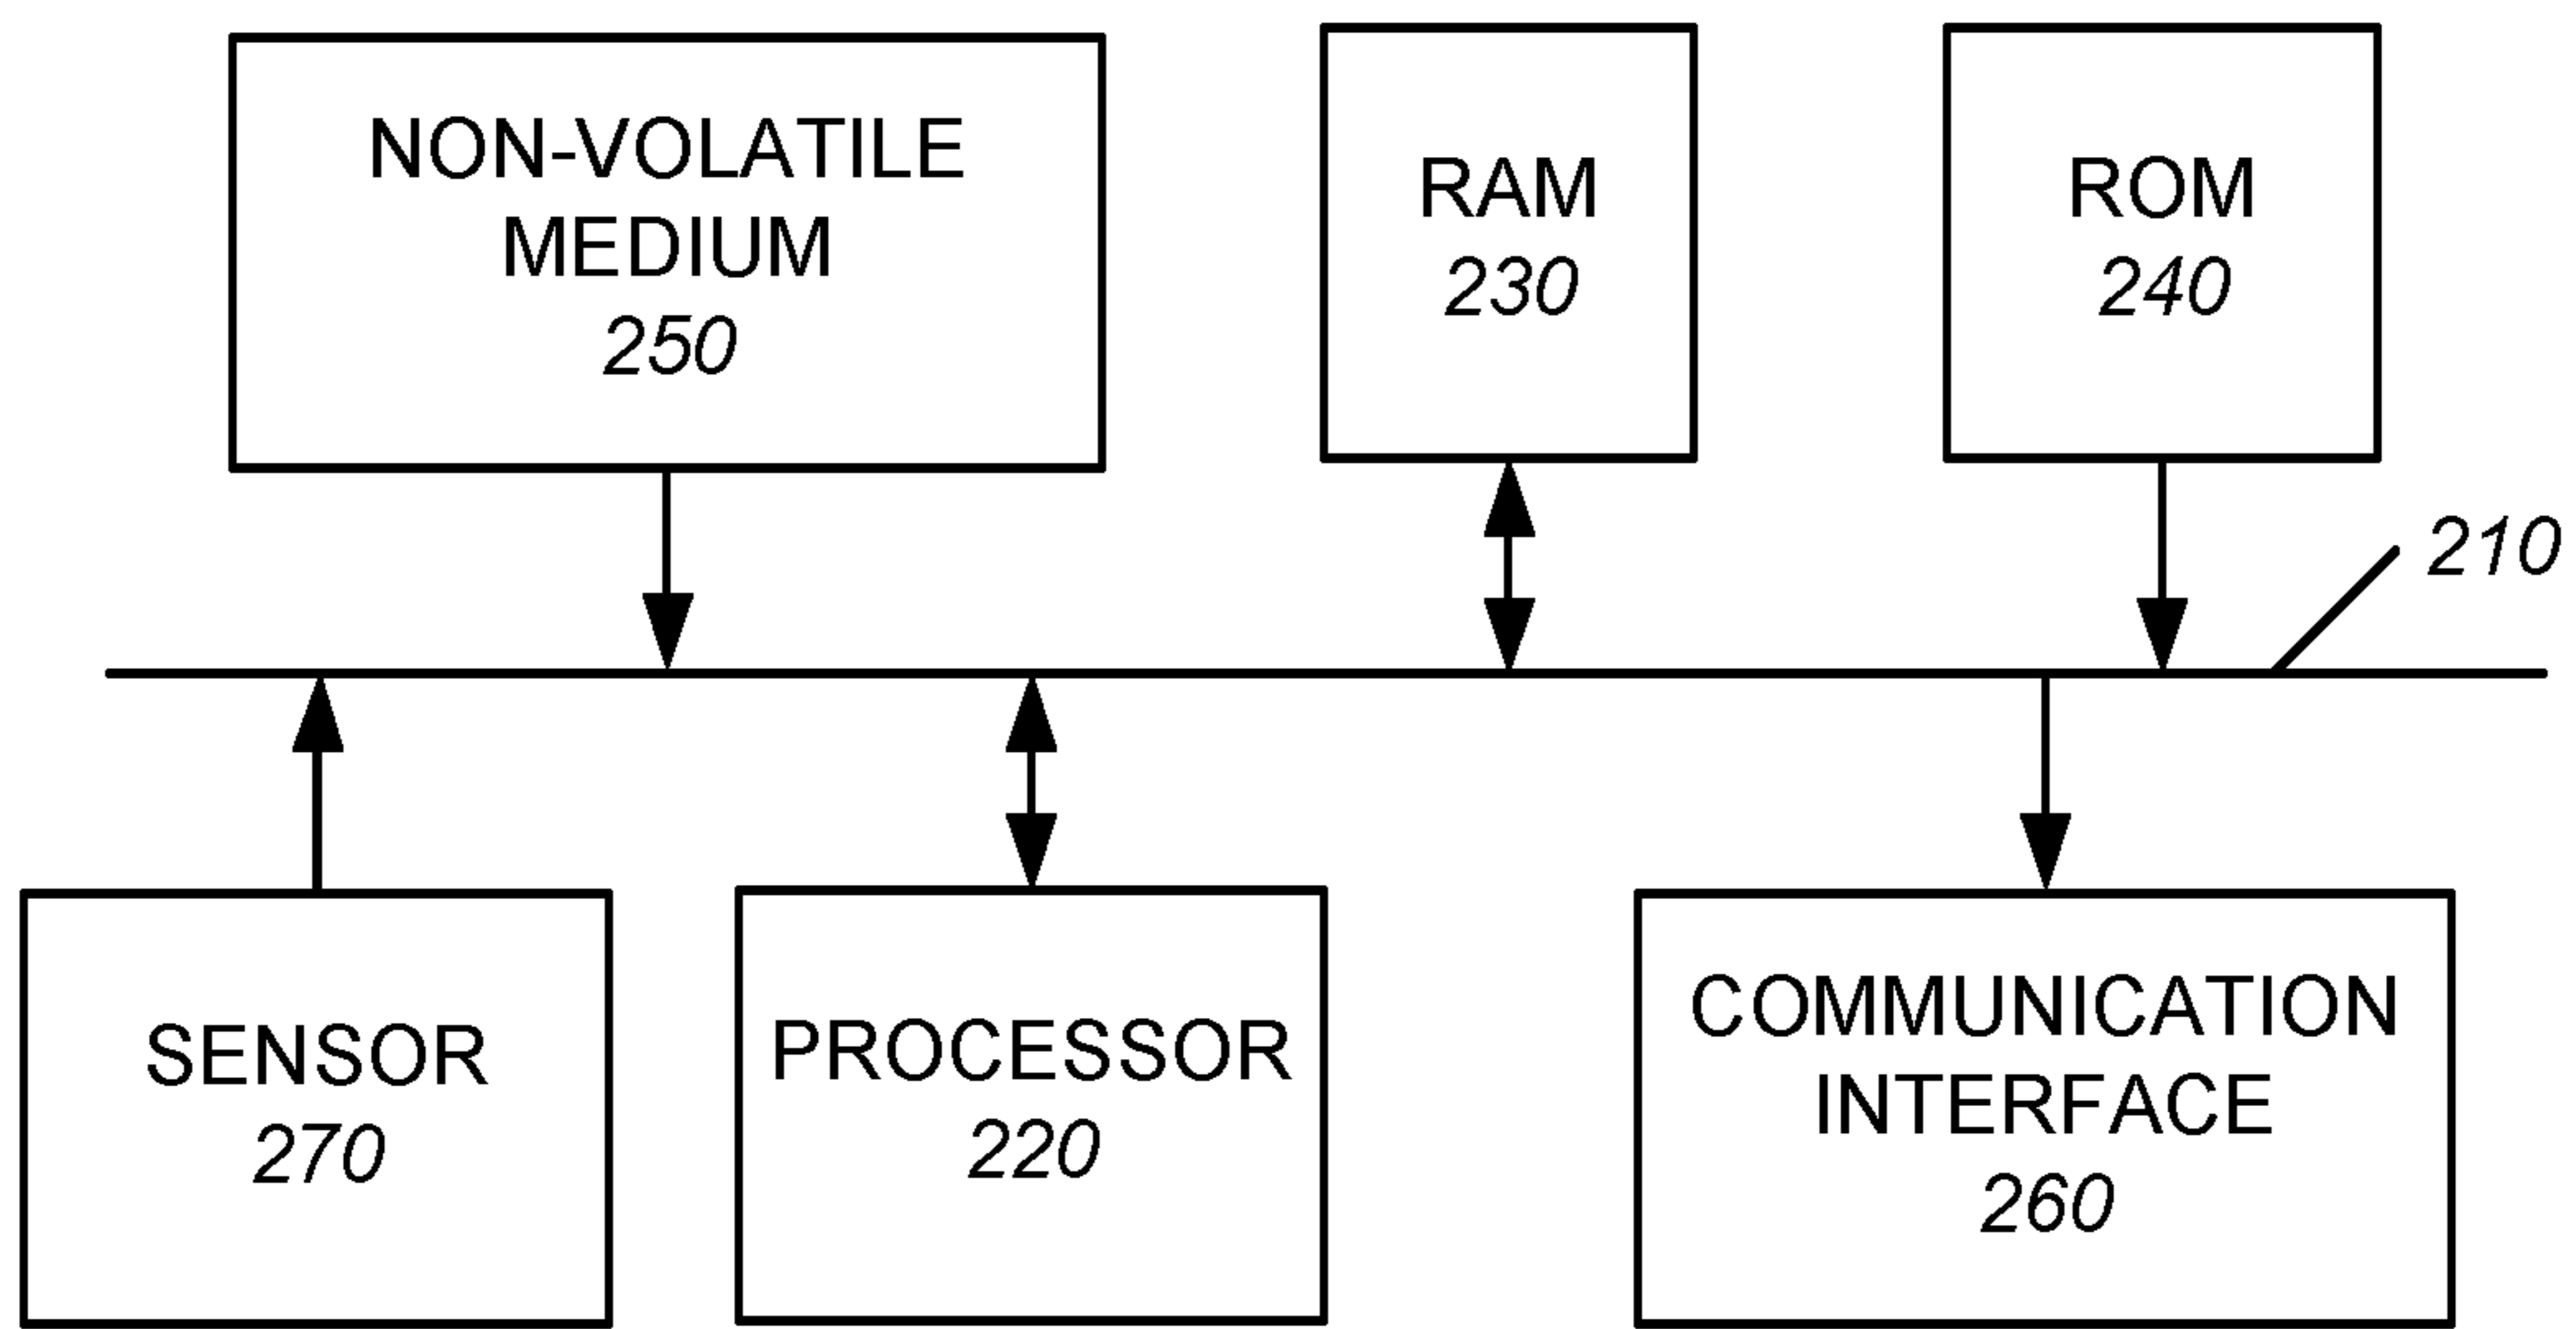 NON-VOLATILE
MEDIUM
250
RAM
230
ROM
240
210
SENSOR
270
PROCESSOR
220
COMMUNICATION
INTERFACE
260